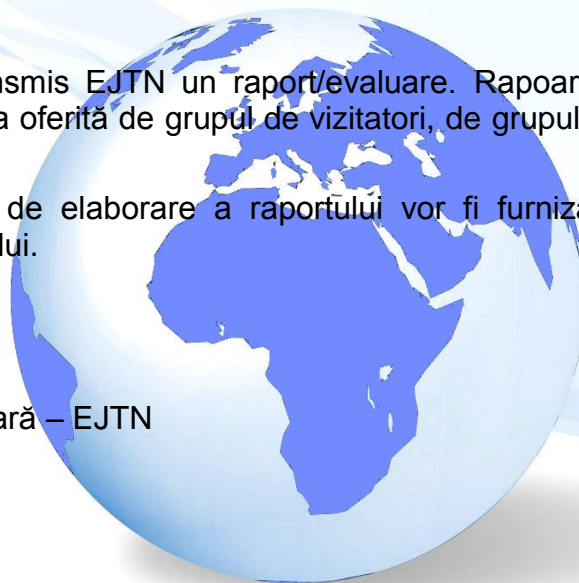 nsmis EJTN un raport/evaluare. Rapoar
a oferită de grupul de vizitatori, de grupul
de elaborare a raportului vor fi furniza
lui.
ară – EJTN